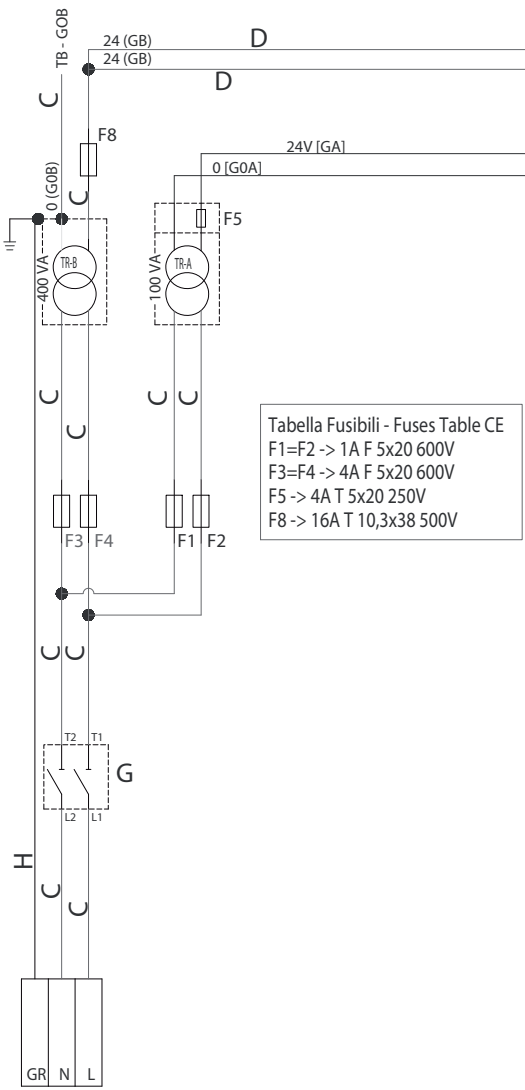 TB - GOB
24 (GB)
D
24 (GB)
D
C
F8
24V [GA]
0 (G0B)
C
0 [G0A]
F5
400 VA
TR-B
100 VA
TR-A
C
C
C
C
Tabella Fusibili - Fuses Table CE
F1=F2 -> 1A F 5x20 600V
F3=F4 -> 4A F 5x20 600V
F5 -> 4A T 5x20 250V
F8 -> 16A T 10,3x38 500V
F3
F4
F1
F2
C
C
T2
T1
G
L2
L1
H
C
C
GR
N
L